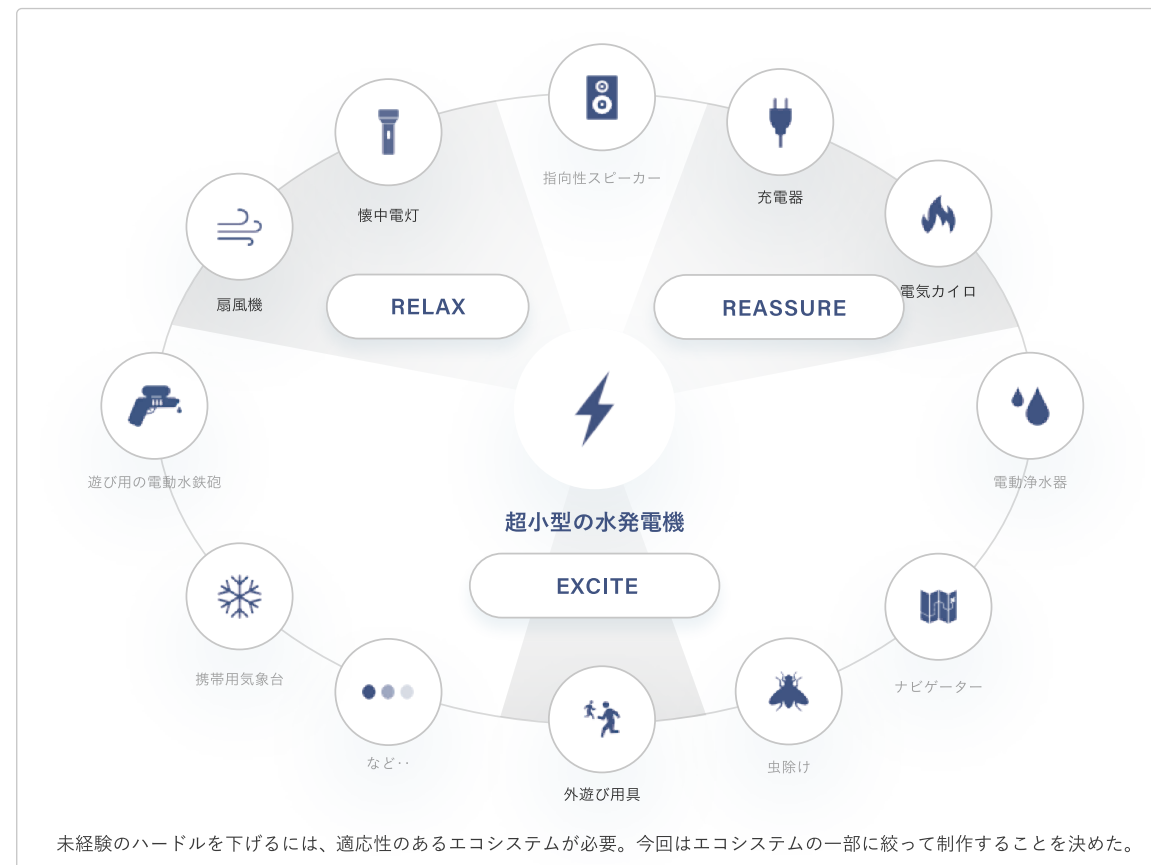 指向性スピーカー
充電器
懐中電灯
電気カイロ
扇風機
RELAX
REASSURE
遊び用の電動水鉄砲
電動浄水器
超小型の水発電機
EXCITE
携帯用気象台
ナビゲーター
など‥
虫除け
外遊び用具
未経験のハードルを下げるには、適応性のあるエコシステムが必要。今回はエコシステムの一部に絞って制作することを決めた。